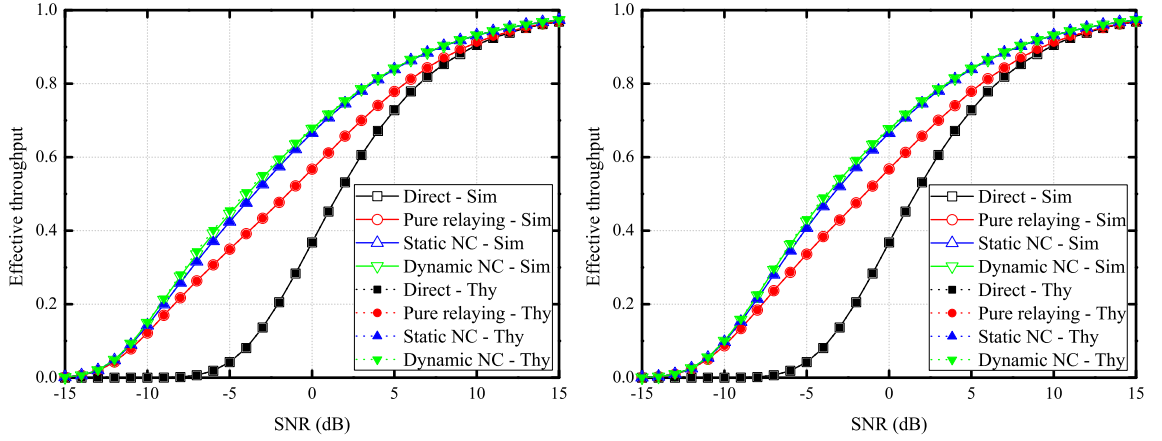 1.0
0.8
0.6
0.4
0.2
0.0
Effective throughput
-15 -10 -5 0 5 10 15
SNR (dB)
Direct - Sim
Pure relaying - Sim
Static NC - Sim
Dynamic NC - Sim
Direct - Thy
Pure relaying - Thy
Static NC - Thy
Dynamic NC - Thy
1.0
0.8
0.6
0.4
0.2
0.0
Effective throughput
-15 -10 -5 0 5 10 15
SNR (dB)
Direct - Sim
Pure relaying - Sim
Static NC - Sim
Dynamic NC - Sim
Direct - Thy
Pure relaying - Thy
Static NC - Thy
Dynamic NC - Thy